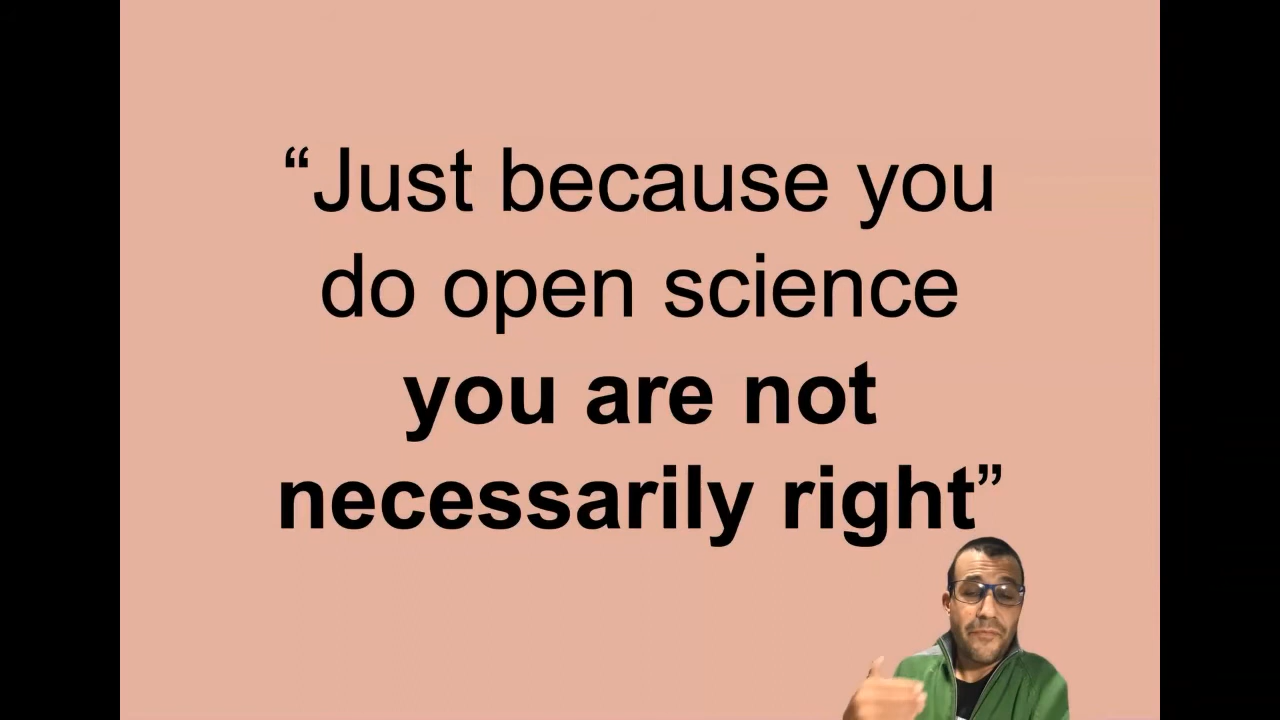 “Just because you
do open science
you are not
necessarily right”